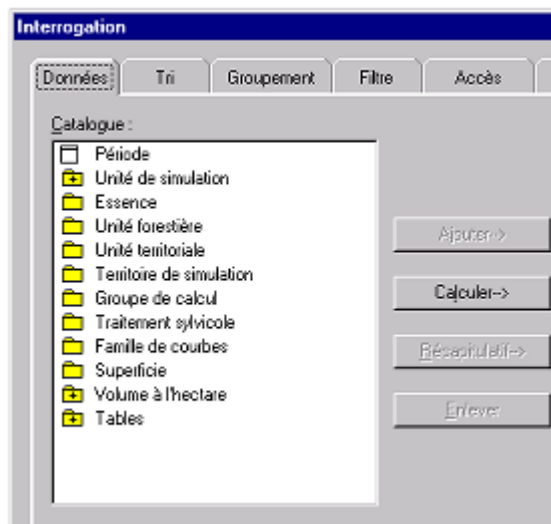 Interrogation
Données Tri Groupement Filtre Accès
Catalogue :
Période
Unité de simulation
Essence
Unité forestière
Unité territoriale
Territoire de simulation
Groupe de calcul
Traitement sylvicole
Famille de courbes
Superficie
Volume à l'hectare
Tables
Ajouter->
Calculer->
Récapitulatif->
Enlever